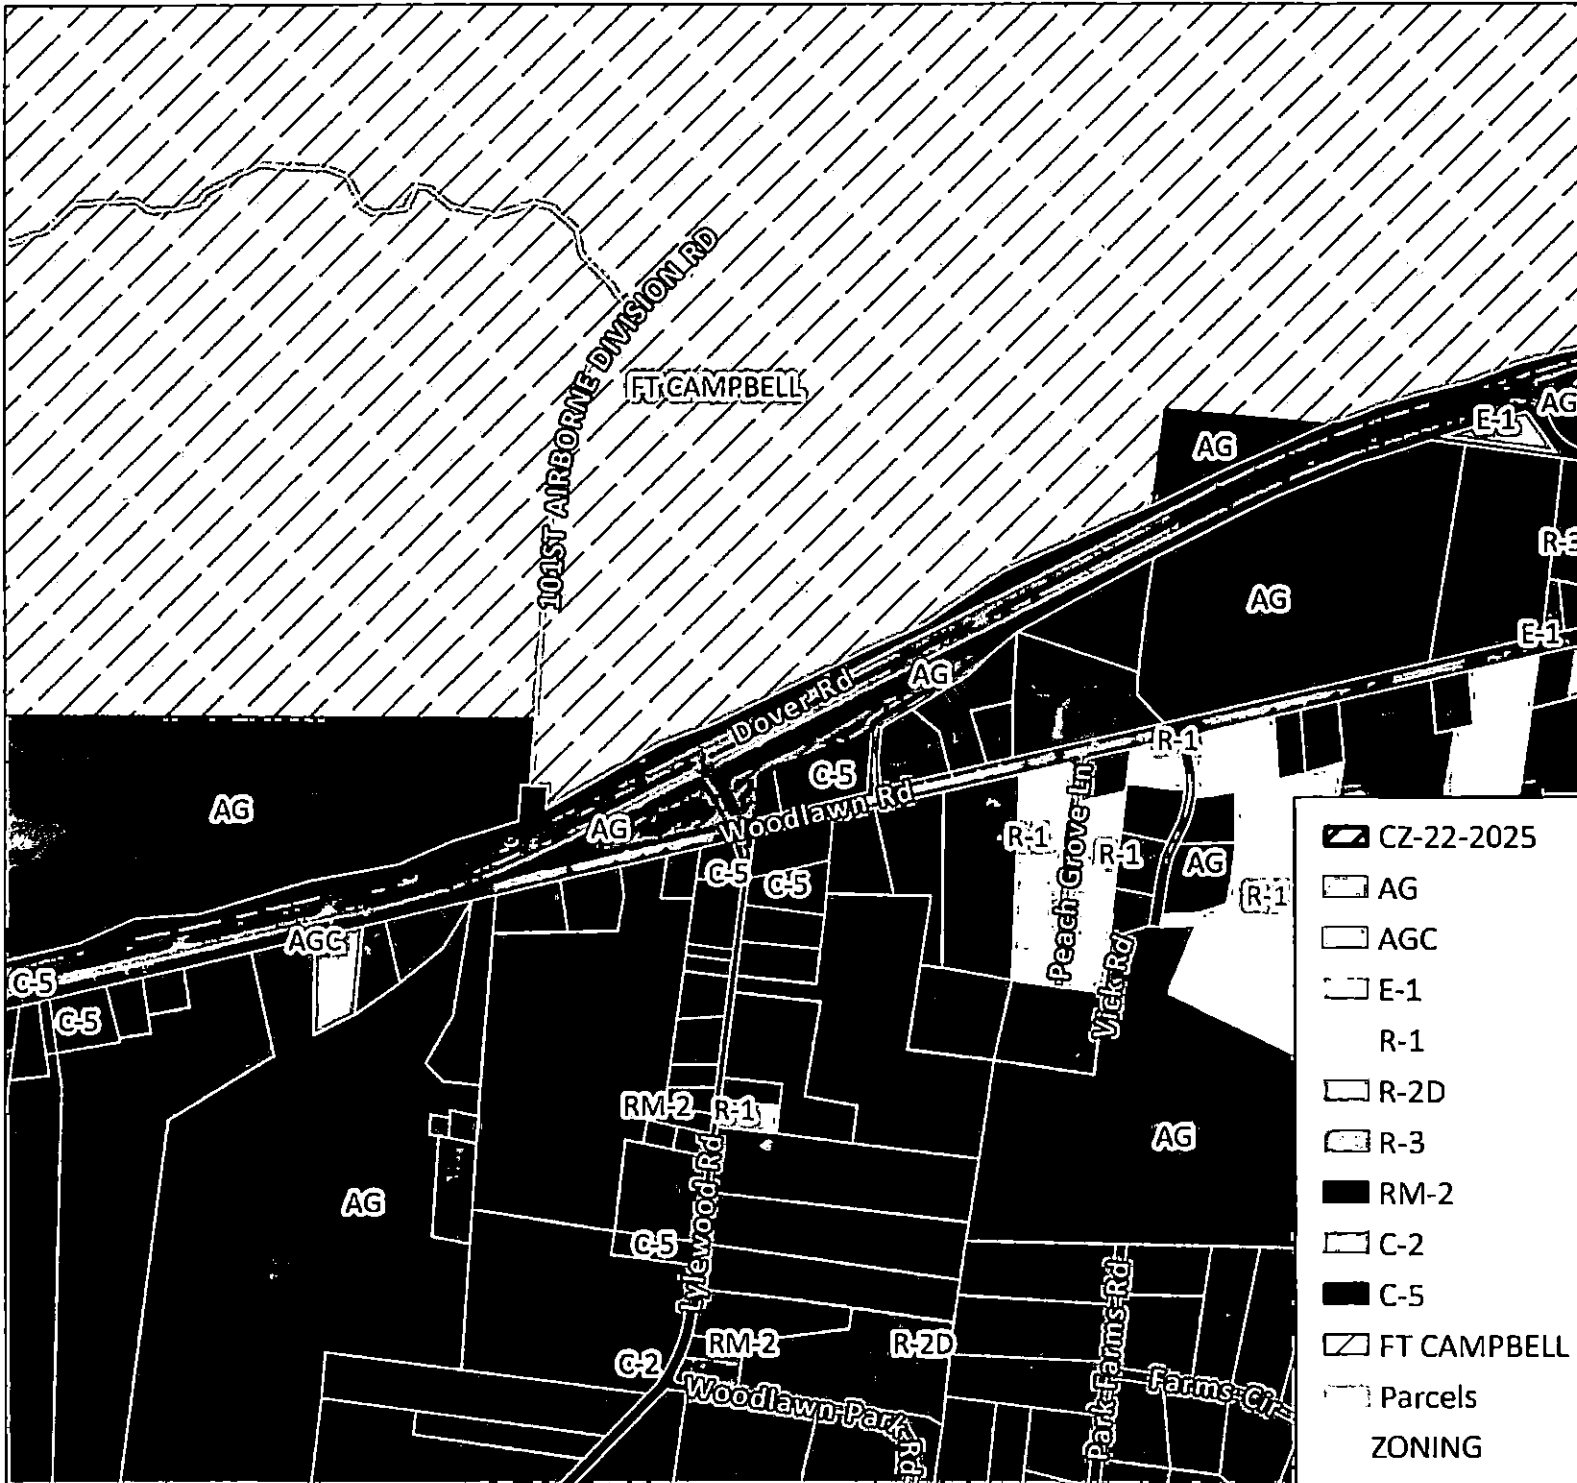 101ST AIRBORNE DIVISION RD
FT CAMPBELL
AG
E-1
AG
R-3
AG
E-1
AG
Dover Rd
R-1
C-5
AG
AG
Woodlawn Rd
R-1
Peach Grove Ln
R-1
AG
R-1
C-5
C-5
AGC
C-5
C-5
Vick Rd
RM-2
R-1
AG
AG
Lylewood Rd
C-5
RM-2
R-2D
C-2
Woodlawn Park Rd
Park Farms Rd
Farms Cir
CZ-22-2025
AG
AGC
E-1
R-1
R-2D
R-3
RM-2
C-2
C-5
FT CAMPBELL
Parcels
ZONING